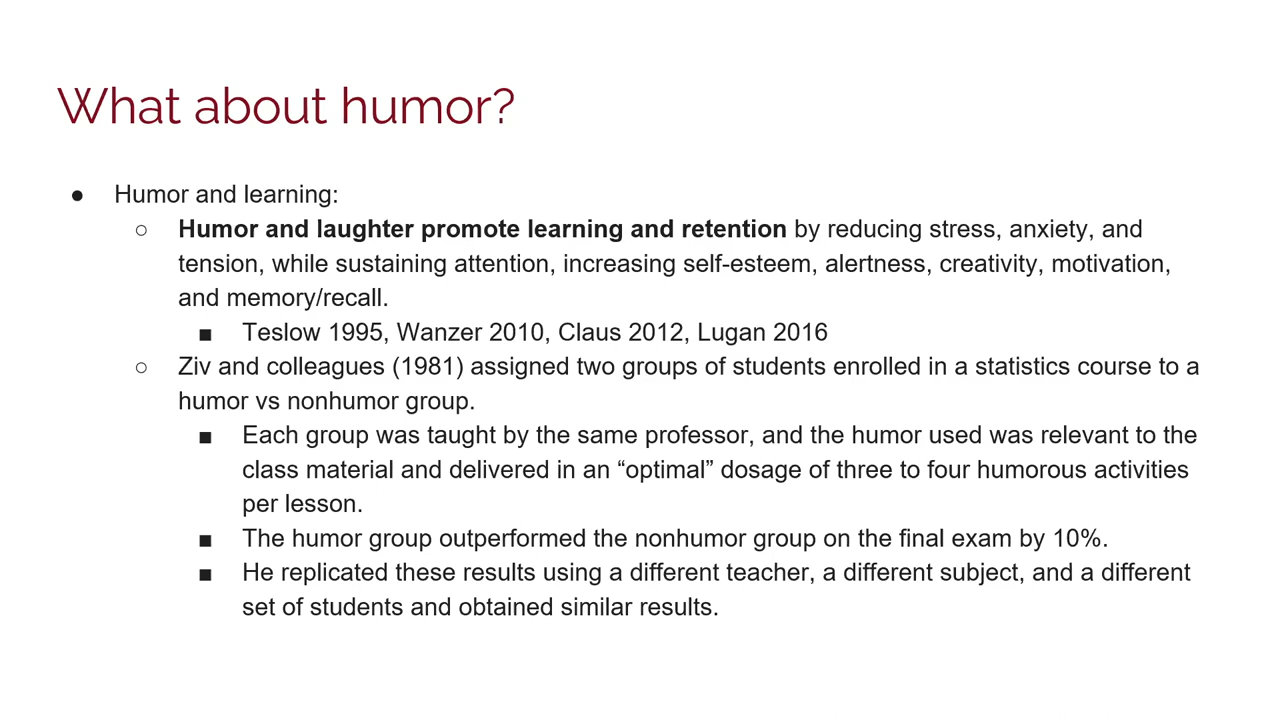 What about humor?
● Humor and learning:
○ Humor and laughter promote learning and retention by reducing stress, anxiety, and
tension, while sustaining attention, increasing self-esteem, alertness, creativity, motivation,
and memory/recall.
■ Teslow 1995, Wanzer 2010, Claus 2012, Lugan 2016
○ Ziv and colleagues (1981) assigned two groups of students enrolled in a statistics course to a
humor vs nonhumor group.
■ Each group was taught by the same professor, and the humor used was relevant to the
class material and delivered in an “optimal” dosage of three to four humorous activities
per lesson.
■ The humor group outperformed the nonhumor group on the final exam by 10%.
■ He replicated these results using a different teacher, a different subject, and a different
set of students and obtained similar results.